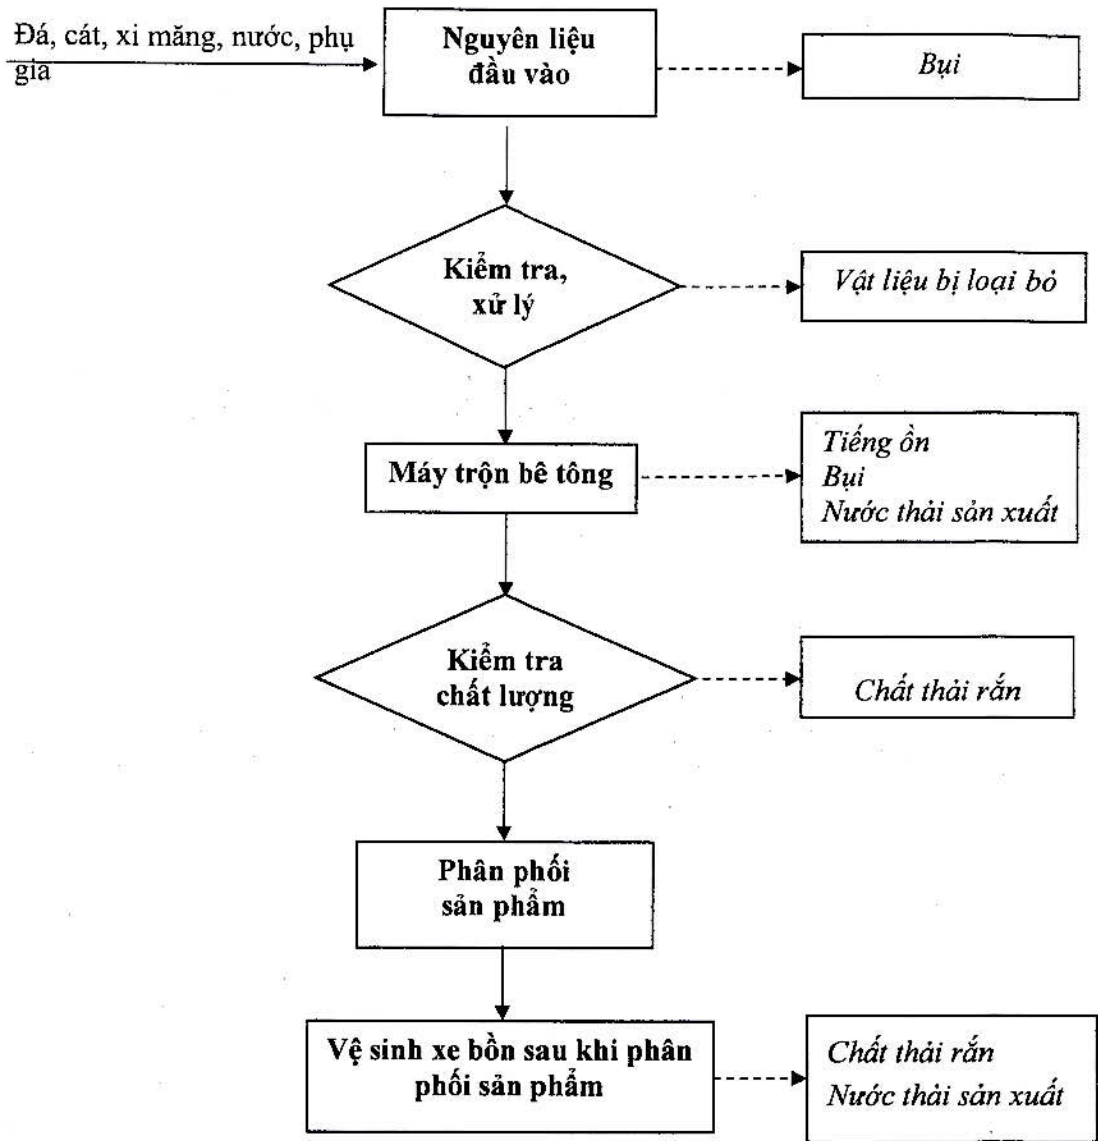 Đá, cát, xi măng, nước, phụ
gia
Nguyên liệu
đầu vào
Bụi
Kiểm tra,
xử lý
Vật liệu bị loại bỏ
Máy trộn bê tông
Tiếng ồn
Bụi
Nước thải sản xuất
Kiểm tra
chất lượng
Chất thải rắn
Phân phối
sản phẩm
Vệ sinh xe bồn sau khi phân
phối sản phẩm
Chất thải rắn
Nước thải sản xuất